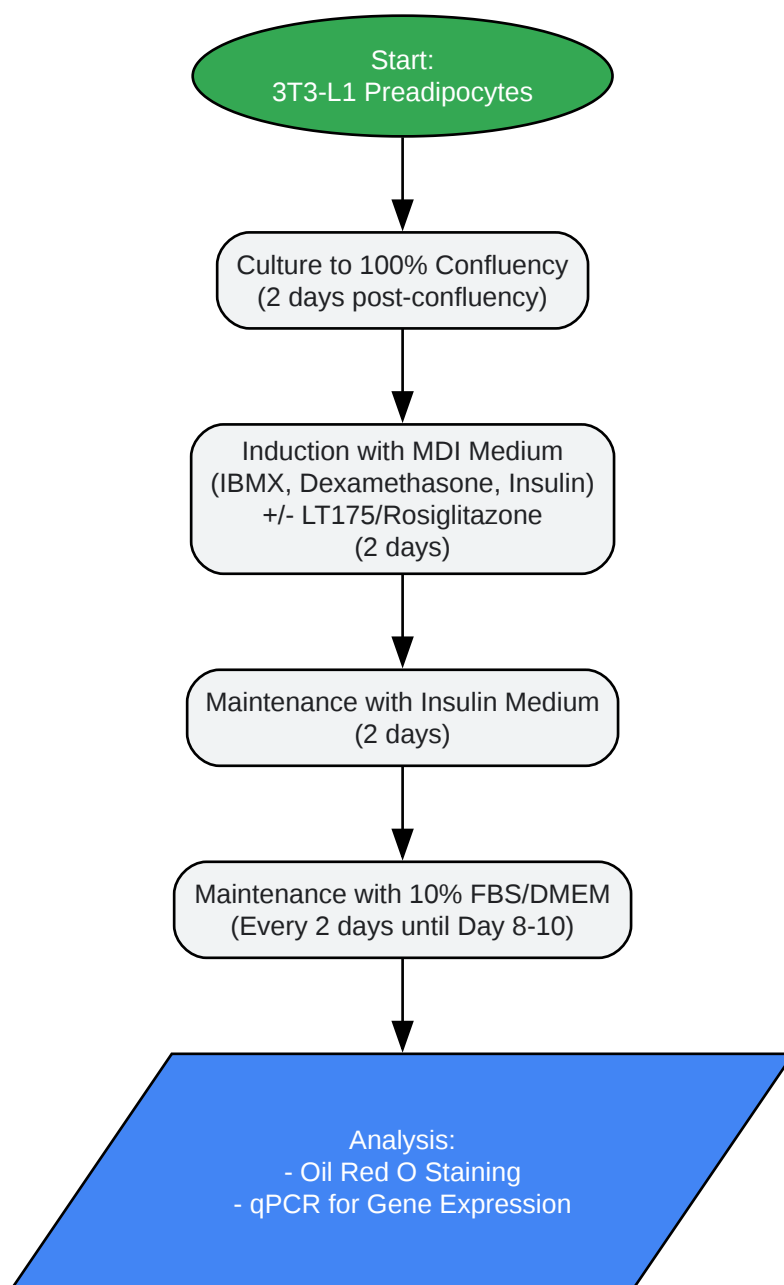 Start:
3T3-L1 Preadipocytes
Culture to 100% Confluency
(2 days post-confluency)
Induction with MDI Medium
(IBMX, Dexamethasone, Insulin)
+/- LT175/Rosiglitazone
(2 days)
Maintenance with Insulin Medium
(2 days)
Maintenance with 10% FBS/DMEM
(Every 2 days until Day 8-10)
Analysis:
- Oil Red O Staining
- qPCR for Gene Expression